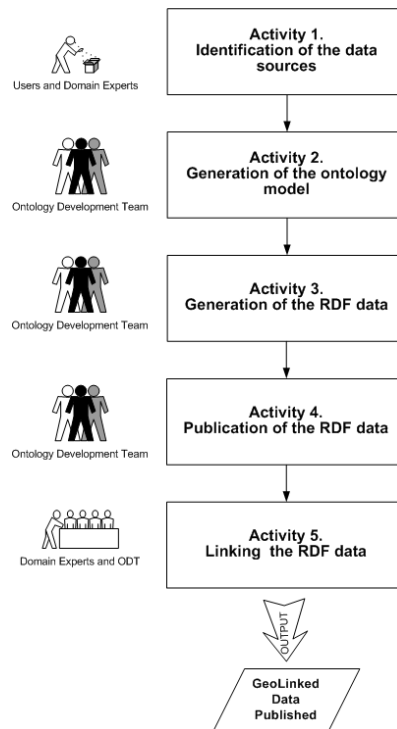 Activity 1.
Identification of the data
sources
Users and Domain Experts
Activity 2.
Generation of the ontology
model
Ontology Development Team
Activity 3.
Generation of the RDF data
Ontology Development Team
Activity 4.
Publication of the RDF data
Ontology Development Team
Activity 5.
Linking the RDF data
Domain Experts and ODT
OUTPUT
GeoLinked
Data
Published